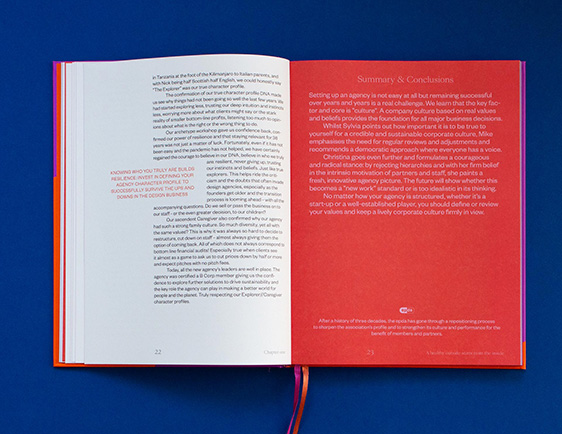 in Tanzania at the foot of the Kilimanjaro to Italian parents, and
with Nick being half Scottish half English, we could honestly say
"The Explorer" was our true character profile.
The confirmation of our true character profile DNA made
us see why things had not been going so well the last few years. We
had started exploring less, trusting our deep intuition and instincts
less, worrying more about what clients might say or the stark
reality of smaller bottom-line profits, listening too much to opin-
ions about what is the right or the wrong thing to do.
Our archetype workshop gave us confidence back, con-
firmed our power of resilience and that staying relevant for 38
years was not just a matter of luck. Fortunately, even if it has not
been easy and the pandemic has not helped, we have certainly
regained the courage to believe in our DNA, believe in who we truly
are: resilient, never giving up, trusting
our instincts and beliefs. Just like true
explorers. This helps ride the criti-
cism and the doubts that often invade
design agencies, especially as the
founders get older and the transition
process is looming ahead – with all the
KNOWING WHO YOU TRULY ARE BUILDS
RESILIENCE: INVEST IN DEFINING YOUR
AGENCY CHARACTER PROFILE TO
SUCCESSFULLY SURVIVE THE UPS AND
DOWNS IN THE DESIGN BUSINESS
accompanying questions. Do we sell or pass the business on to
our staff – or the even greater decision, to our children?
Our ascendent Caregiver also confirmed why our agency
had such a strong family culture. So much diversity, yet all with
the same values? This is why it was always so hard to decide to
restructure, cut down on staff – almost always giving them the
option of coming back. All of which does not always correspond to
bottom line financial audits! Especially true when clients see
it almost as a game to ask us to cut prices down by half or more
and expect pitches with no pitch fees.
Today, all the new agency's leaders are well in place. The
agency was certified a B Corp member giving us the confi-
dence to explore further solutions to drive sustainability and
the key role the agency can play in making a better world for
people and the planet. Truly respecting our Explorer//Caregiver
character profiles.
22
Chapter
Summary & Conclusions
Setting up an agency is not easy at all but remaining successful
over years and years is a real challenge. We learn that the key fac-
tor and core is "culture". A company culture based on real values
and beliefs provides the foundation for all major business decisions.
Whilst Sylvia points out how important it is to be true to
yourself for a credible and sustainable corporate culture, Mike
emphasises the need for regular reviews and adjustments and
recommends a democratic approach where everyone has a voice.
Christina goes even further and formulates a courageous
and radical stance: by rejecting hierarchies and with her firm belief
in the intrinsic motivation of partners and staff, she paints a
fresh, innovative agency picture. The future will show whether this
becomes a "new work" standard or is too idealistic in its thinking.
No matter how your agency is structured, whether it's a
start-up or a well-established player, you should define or review
your values and keep a lively corporate culture firmly in view.
After a history of three decades, the epda has gone through a repositioning process
to sharpen the association's profile and to strengthen its culture and performance for the
benefit of members and partners.